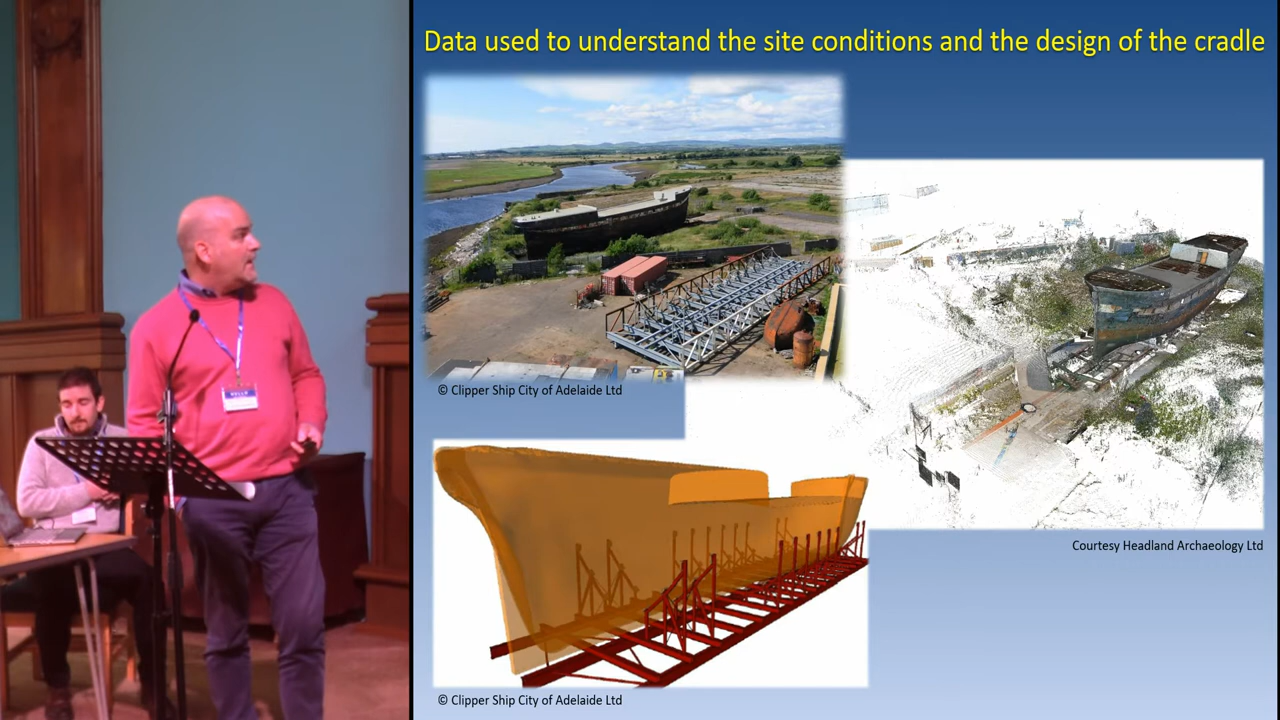 Data used to understand the site conditions and the design of the cradle
© Clipper Ship City of Adelaide Ltd
Courtesy Headland Archaeology Ltd
© Clipper Ship City of Adelaide Ltd
HELLO